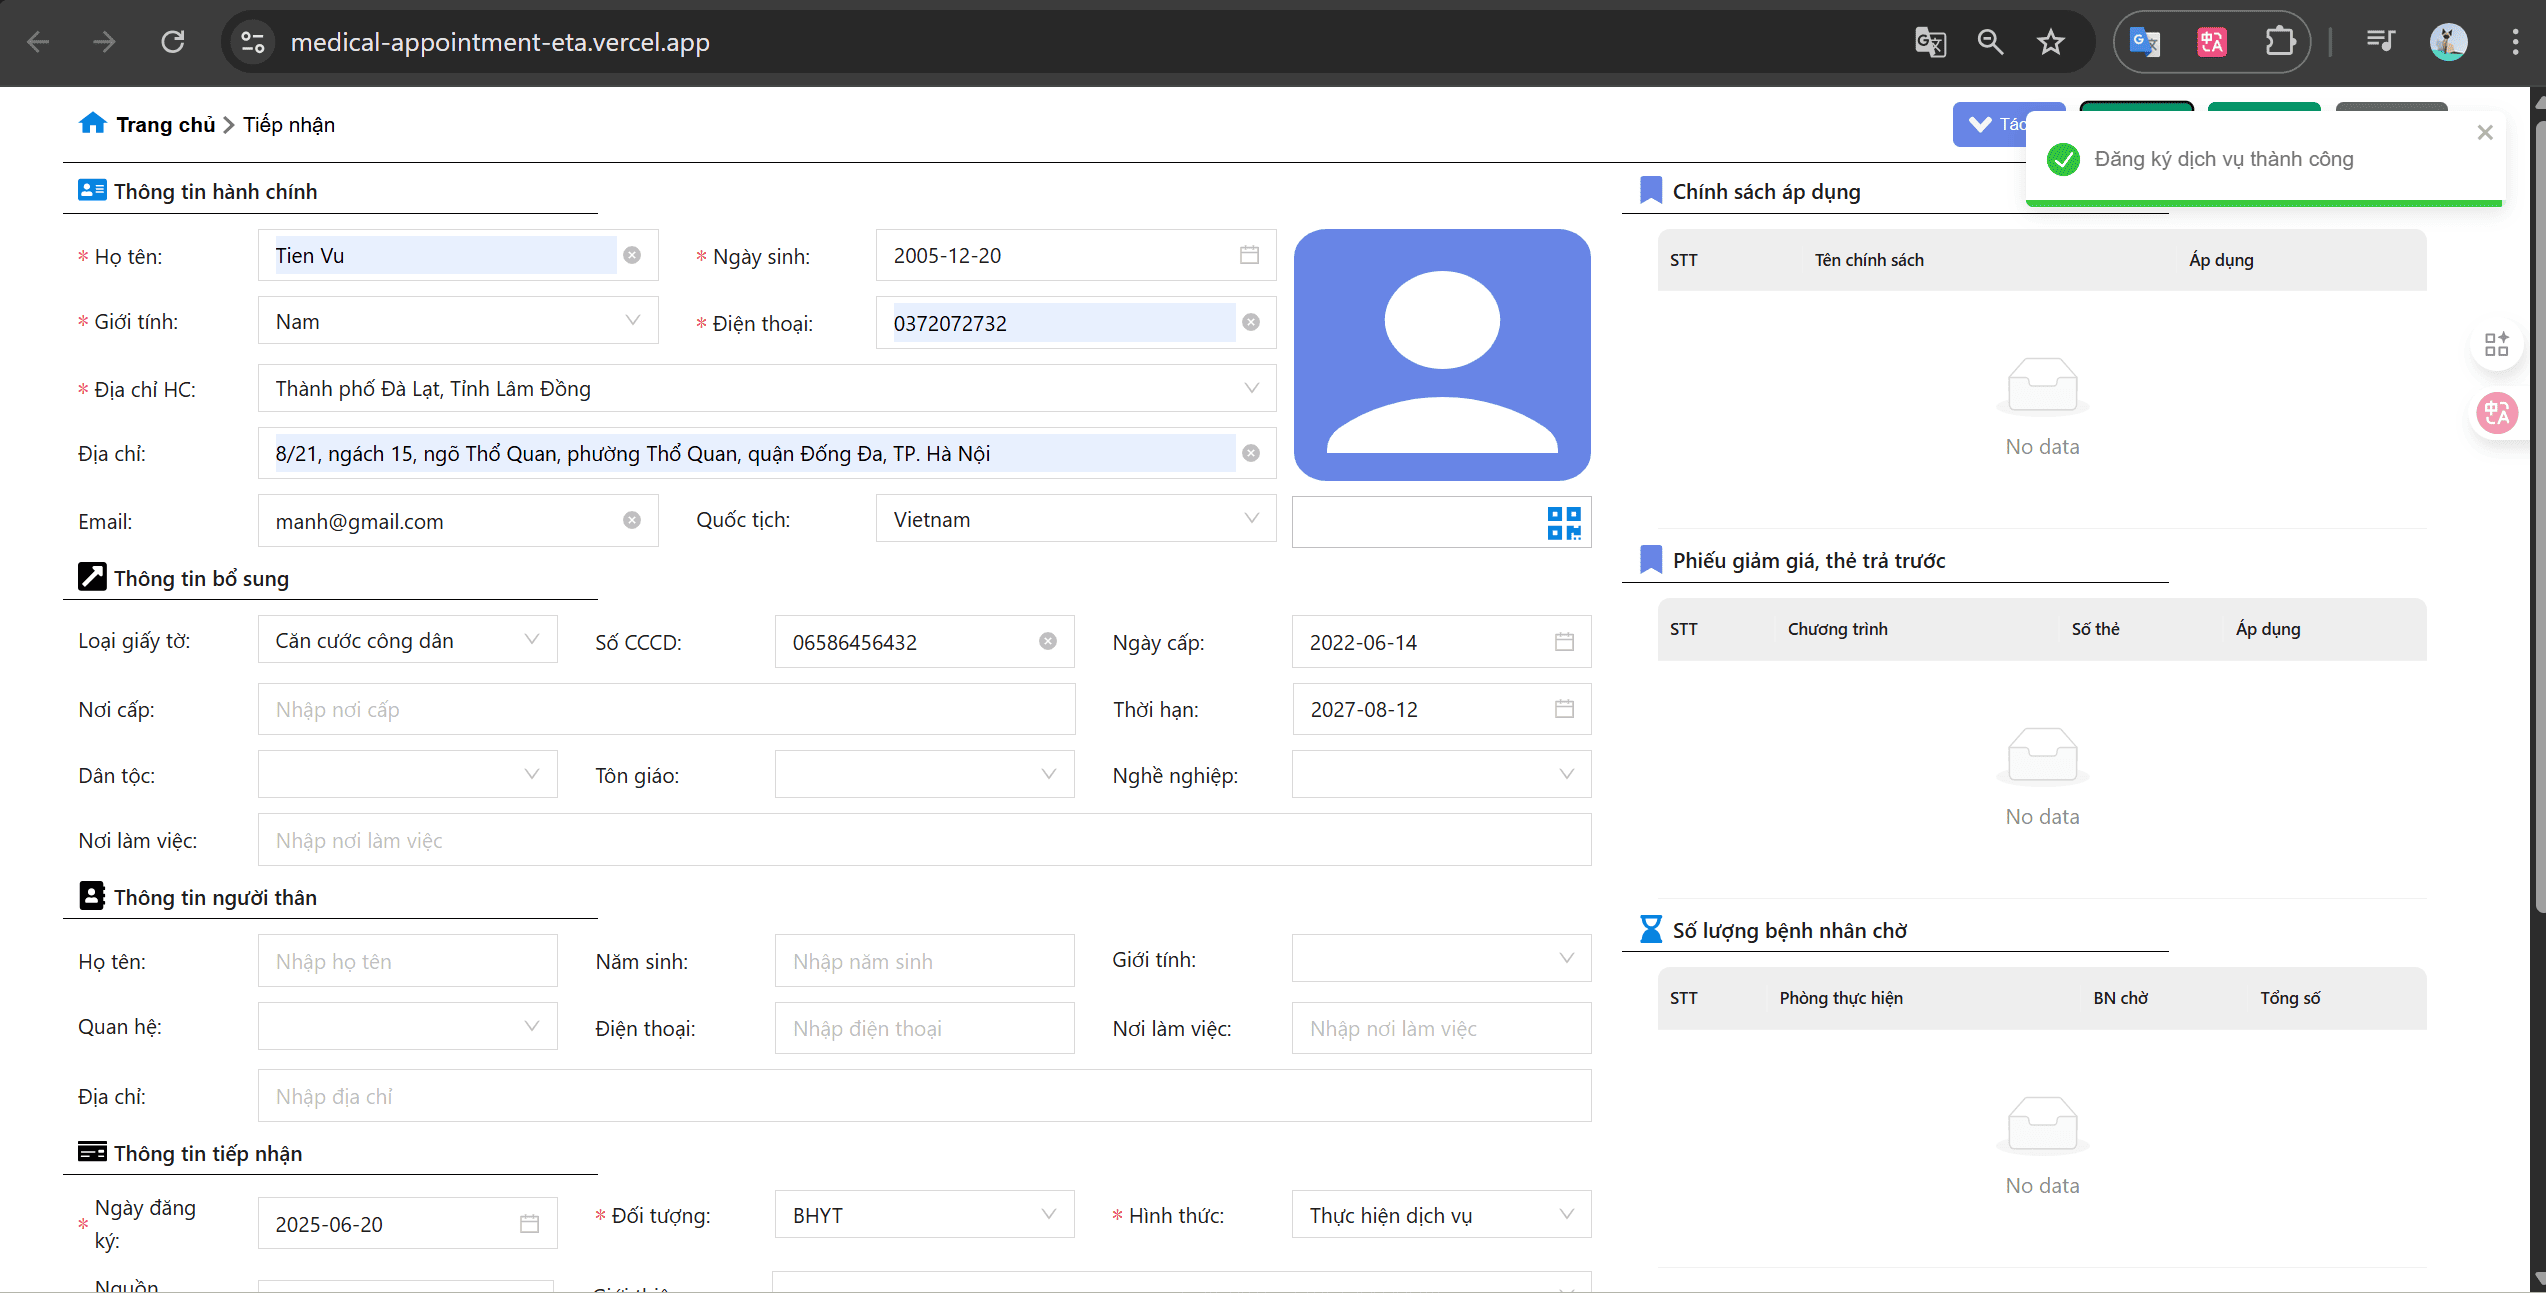 medical-appointment-eta.vercel.app
Trang chủ > Tiếp nhận
Đăng ký dịch vụ thành công
Thông tin hành chính
* Họ tên: Tien Vu
* Ngày sinh: 2005-12-20
* Giới tính: Nam
* Điện thoại: 0372072732
* Địa chỉ HC: Thành phố Đà Lạt, Tỉnh Lâm Đồng
Địa chỉ: 8/21, ngách 15, ngõ Thổ Quan, phường Thổ Quan, quận Đống Đa, TP. Hà Nội
Email: manh@gmail.com
Quốc tịch: Vietnam
Thông tin bổ sung
Loại giấy tờ: Căn cước công dân
Số CCCD: 06586456432
Ngày cấp: 2022-06-14
Nơi cấp: Nhập nơi cấp
Thời hạn: 2027-08-12
Dân tộc:
Tôn giáo:
Nghề nghiệp:
Nơi làm việc: Nhập nơi làm việc
Thông tin người thân
Họ tên: Nhập họ tên
Năm sinh: Nhập năm sinh
Giới tính:
Quan hệ:
Điện thoại: Nhập điện thoại
Nơi làm việc: Nhập nơi làm việc
Địa chỉ: Nhập địa chỉ
Thông tin tiếp nhận
* Ngày đăng ký: 2025-06-20
* Đối tượng: BHYT
* Hình thức: Thực hiện dịch vụ
Nguồn
Chính sách áp dụng
STT Tên chính sách Áp dụng
No data
Phiếu giảm giá, thẻ trả trước
STT Chương trình Số thẻ Áp dụng
No data
Số lượng bệnh nhân chờ
STT Phòng thực hiện BN chờ Tổng số
No data